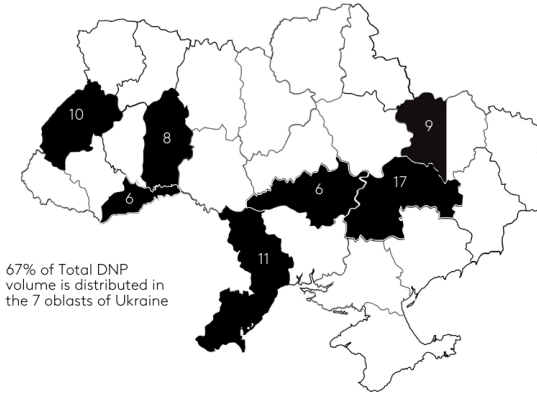 10
8
9
6
6
17
11
67% of Total DNP
volume is distributed in
the 7 oblasts of Ukraine